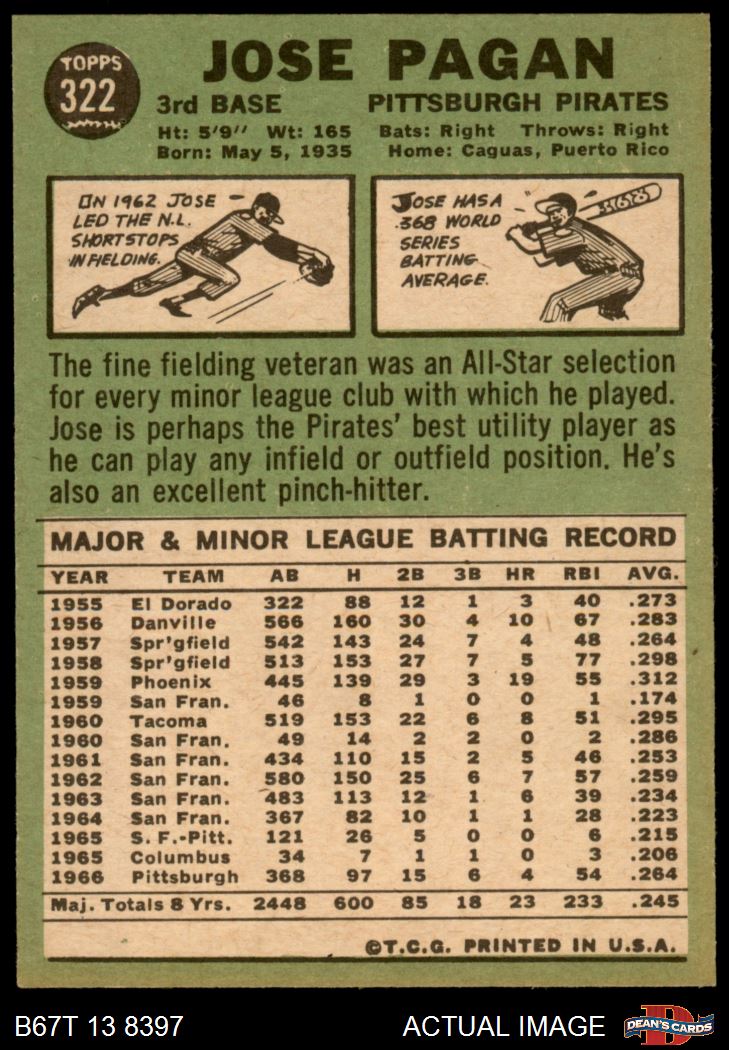 TOPPS
322
JOSE PAGAN
3rd BASE PITTSBURGH PIRATES
Ht: 5'9" Wt: 165 Bats: Right Throws: Right
Born: May 5, 1935 Home: Caguas, Puerto Rico
IN 1962 JOSE
LED THE N.L.
SHORTSTOPS
IN FIELDING.
JOSE HAS A
.368 WORLD
SERIES
BATTING
AVERAGE.
The fine fielding veteran was an All-Star selection
for every minor league club with which he played.
Jose is perhaps the Pirates' best utility player as
he can play any infield or outfield position. He's
also an excellent pinch-hitter.
MAJOR & MINOR LEAGUE BATTING RECORD
YEAR TEAM AB H 2B 3B HR RBI AVG.
1955 El Dorado 322 88 12 1 3 40 .273
1956 Danville 566 160 30 4 10 67 .283
1957 Spr'gfield 542 143 24 7 4 48 .264
1958 Spr'gfield 513 153 27 7 5 77 .298
1959 Phoenix 445 139 29 3 19 55 .312
1959 San Fran. 46 8 1 0 0 1 .174
1960 Tacoma 519 153 22 6 8 51 .295
1960 San Fran. 49 14 2 2 0 2 .286
1961 San Fran. 434 110 15 2 5 46 .253
1962 San Fran. 580 150 25 6 7 57 .259
1963 San Fran. 483 113 12 1 6 39 .234
1964 San Fran. 367 82 10 1 1 28 .223
1965 S. F.-Pitt. 121 26 5 0 0 6 .215
1965 Columbus 34 7 1 1 0 3 .206
1966 Pittsburgh 368 97 15 6 4 54 .264
Maj. Totals 8 Yrs. 2448 600 85 18 23 233 .245
©T.C.G. PRINTED IN U.S.A.
B67T 13 8397 ACTUAL IMAGE
D
DEAN'S CARDS